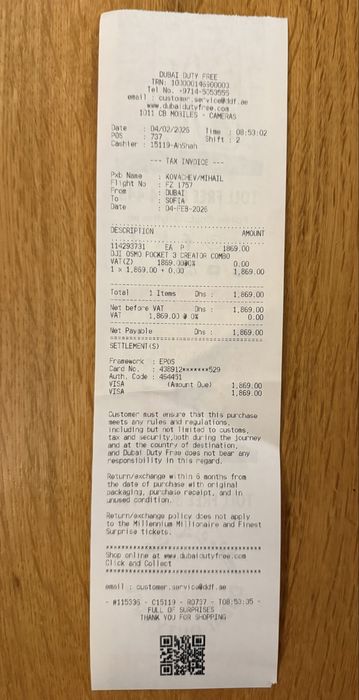 DUBAI DUTY FREE
Tel No. +9714-5053555
email : customer.service@ddf.ae
www.dubaidutyfree.com
1011 CB MOBILES - CAMERAS
Date : 04/02/2026 Time : 08:53:02
POS : 737 Shift : 2
Cashier : 15119-Anshah
--- TAX INVOICE ---
Pxb Name : KOVACHEV/MIHAIL
Flight No : FZ 1757
From : DUBAI
To : SOFIA
Date : 04-FEB-2026
DESCRIPTION AMOUNT
114293731 EA P 1869.00
DJI OSMO POCKET 3 CREATOR COMBO
VAT(Z) 1869.00@0% 0.00
1 x 1,869.00 + 0.00 1,869.00
Total 1 Items Dhs : 1,869.00
Net before VAT Dhs : 1,869.00
VAT 1,869.00 @ 0% 0.00
Net Payable Dhs : 1,869.00
SETTLEMENT(S)
Framework : EPOS
Card No. : 438912*******529
Auth. Code : 464451
VISA (Amount Due) 1,869.00
VISA 1,869.00
Customer must ensure that this purchase
meets any rules and regulations,
including but not limited to customs,
tax and security,both during the journey
and at the country of destination,
and Dubai Duty Free does not bear any
responsibility in this regard.
Return/exchange within 6 months from
the date of purchase with original
packaging, purchase receipt, and in
unused condition.
Return/exchange policy does not apply
to the Millennium Millionaire and Finest
Surprise tickets.
Shop online at www.dubaidutyfree.com
Click and Collect
email : customer.service@ddf.ae
- #115336 - C15119 - R0737 - T08:53:35 -
FULL OF SURPRISES
THANK YOU FOR SHOPPING